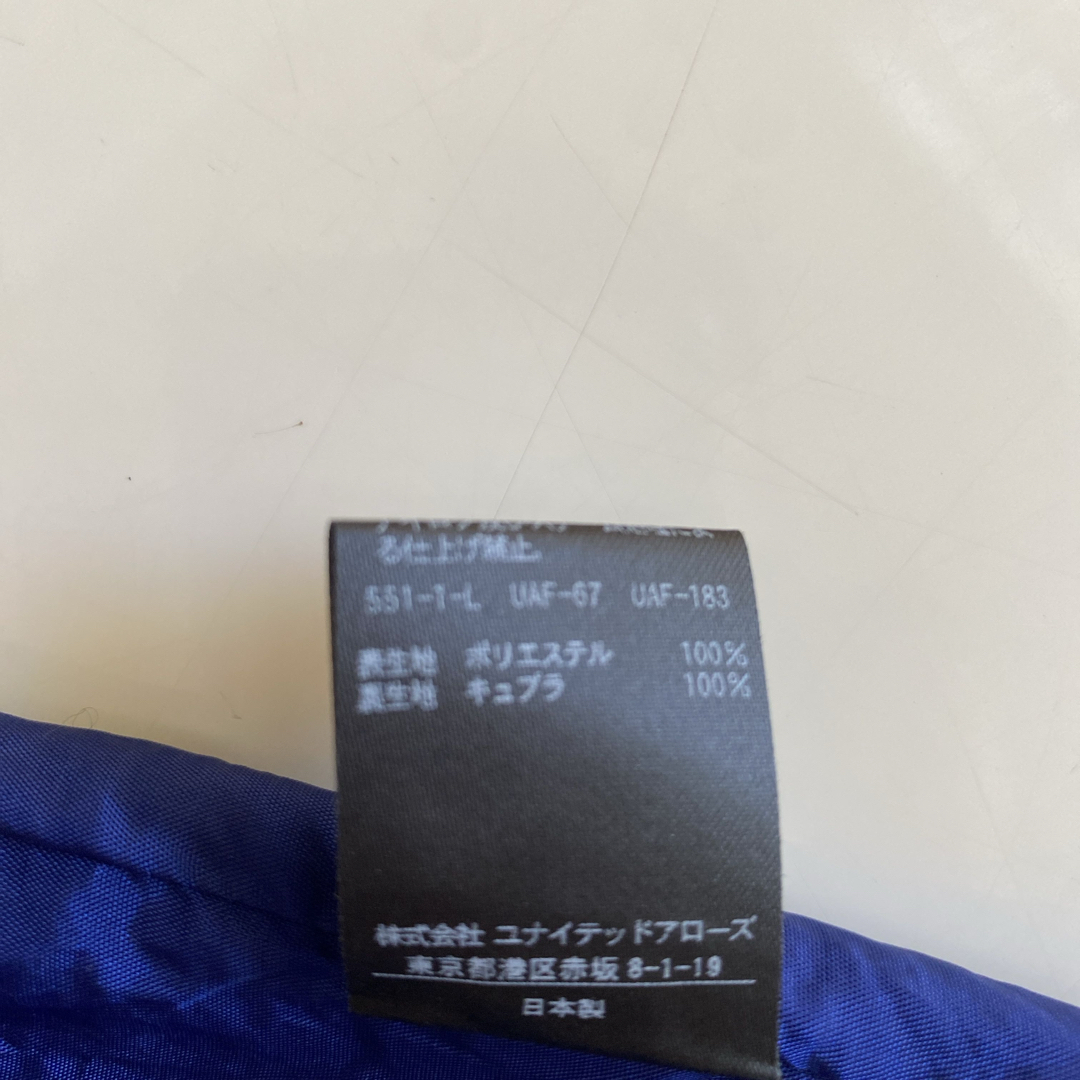 る仕上げ禁止
551-1-L UAF-67 UAF-183
表生地 ポリエステル 100%
裏生地 キュプラ 100%
株式会社 ユナイテッドアローズ
東京都港区赤坂 8-1-19
日本製